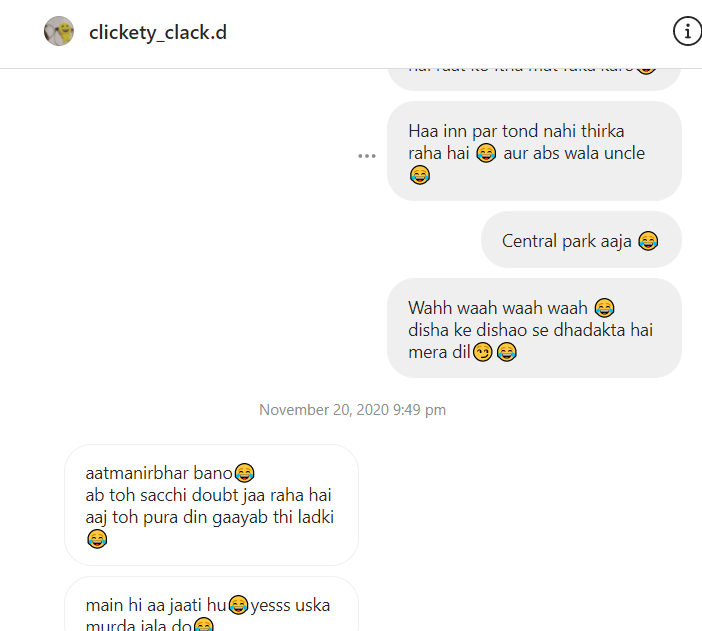 clickety_clack.d
Haa inn par tond nahi thirka
raha hai 😂 aur abs wala uncle
😂
Central park aaja 😂
Wahh waah waah waah 😂
disha ke dishao se dhadakta hai
mera dil😏😂
November 20, 2020 9:49 pm
aatmanirbhar bano😂
ab toh sacchi doubt jaa raha hai
aaj toh pura din gaayab thi ladki
😂
main hi aa jaati hu😂yesss uska
murda jala do😂